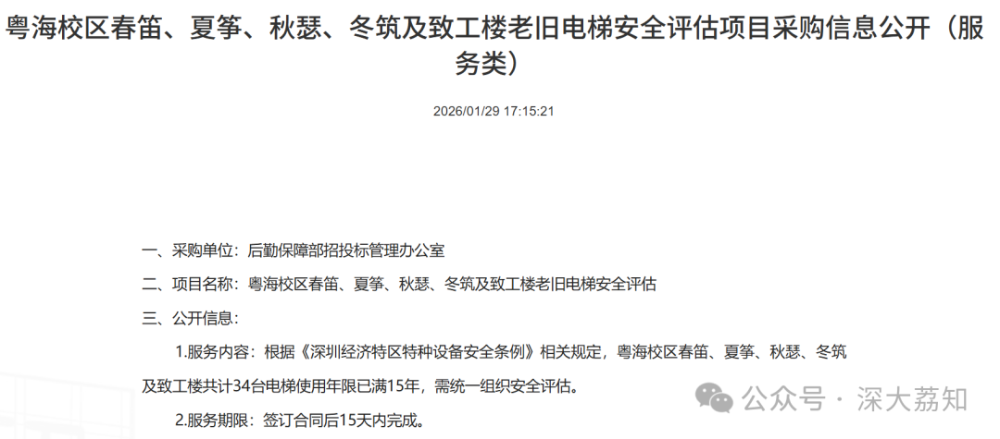 粤海校区春笛、夏筝、秋瑟、冬筑及致工楼老旧电梯安全评估项目采购信息公开（服
务类）
2026/01/29 17:15:21
一、采购单位：后勤保障部招投标管理办公室
二、项目名称：粤海校区春笛、夏筝、秋瑟、冬筑及致工楼老旧电梯安全评估
三、公开信息：
1.服务内容：根据《深圳经济特区特种设备安全条例》相关规定，粤海校区春笛、夏筝、秋瑟、冬筑
及致工楼共计34台电梯使用年限已满15年，需统一组织安全评估。
2.服务期限：签订合同后15天内完成。
公众号 · 深大荔知